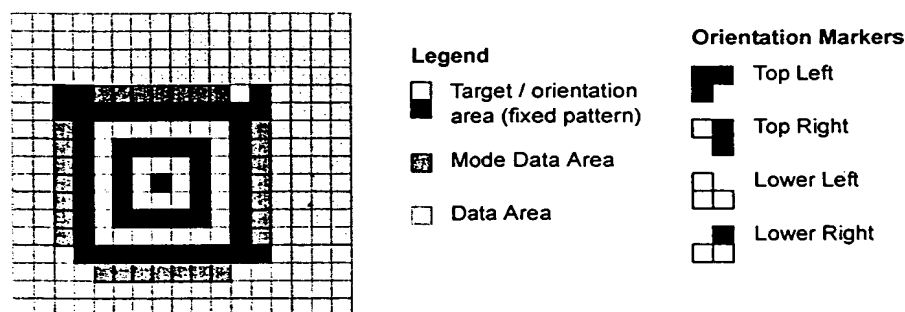 Legend
Target / orientation
area (fixed pattern)
Mode Data Area
Data Area
Orientation Markers
Top Left
Top Right
Lower Left
Lower Right